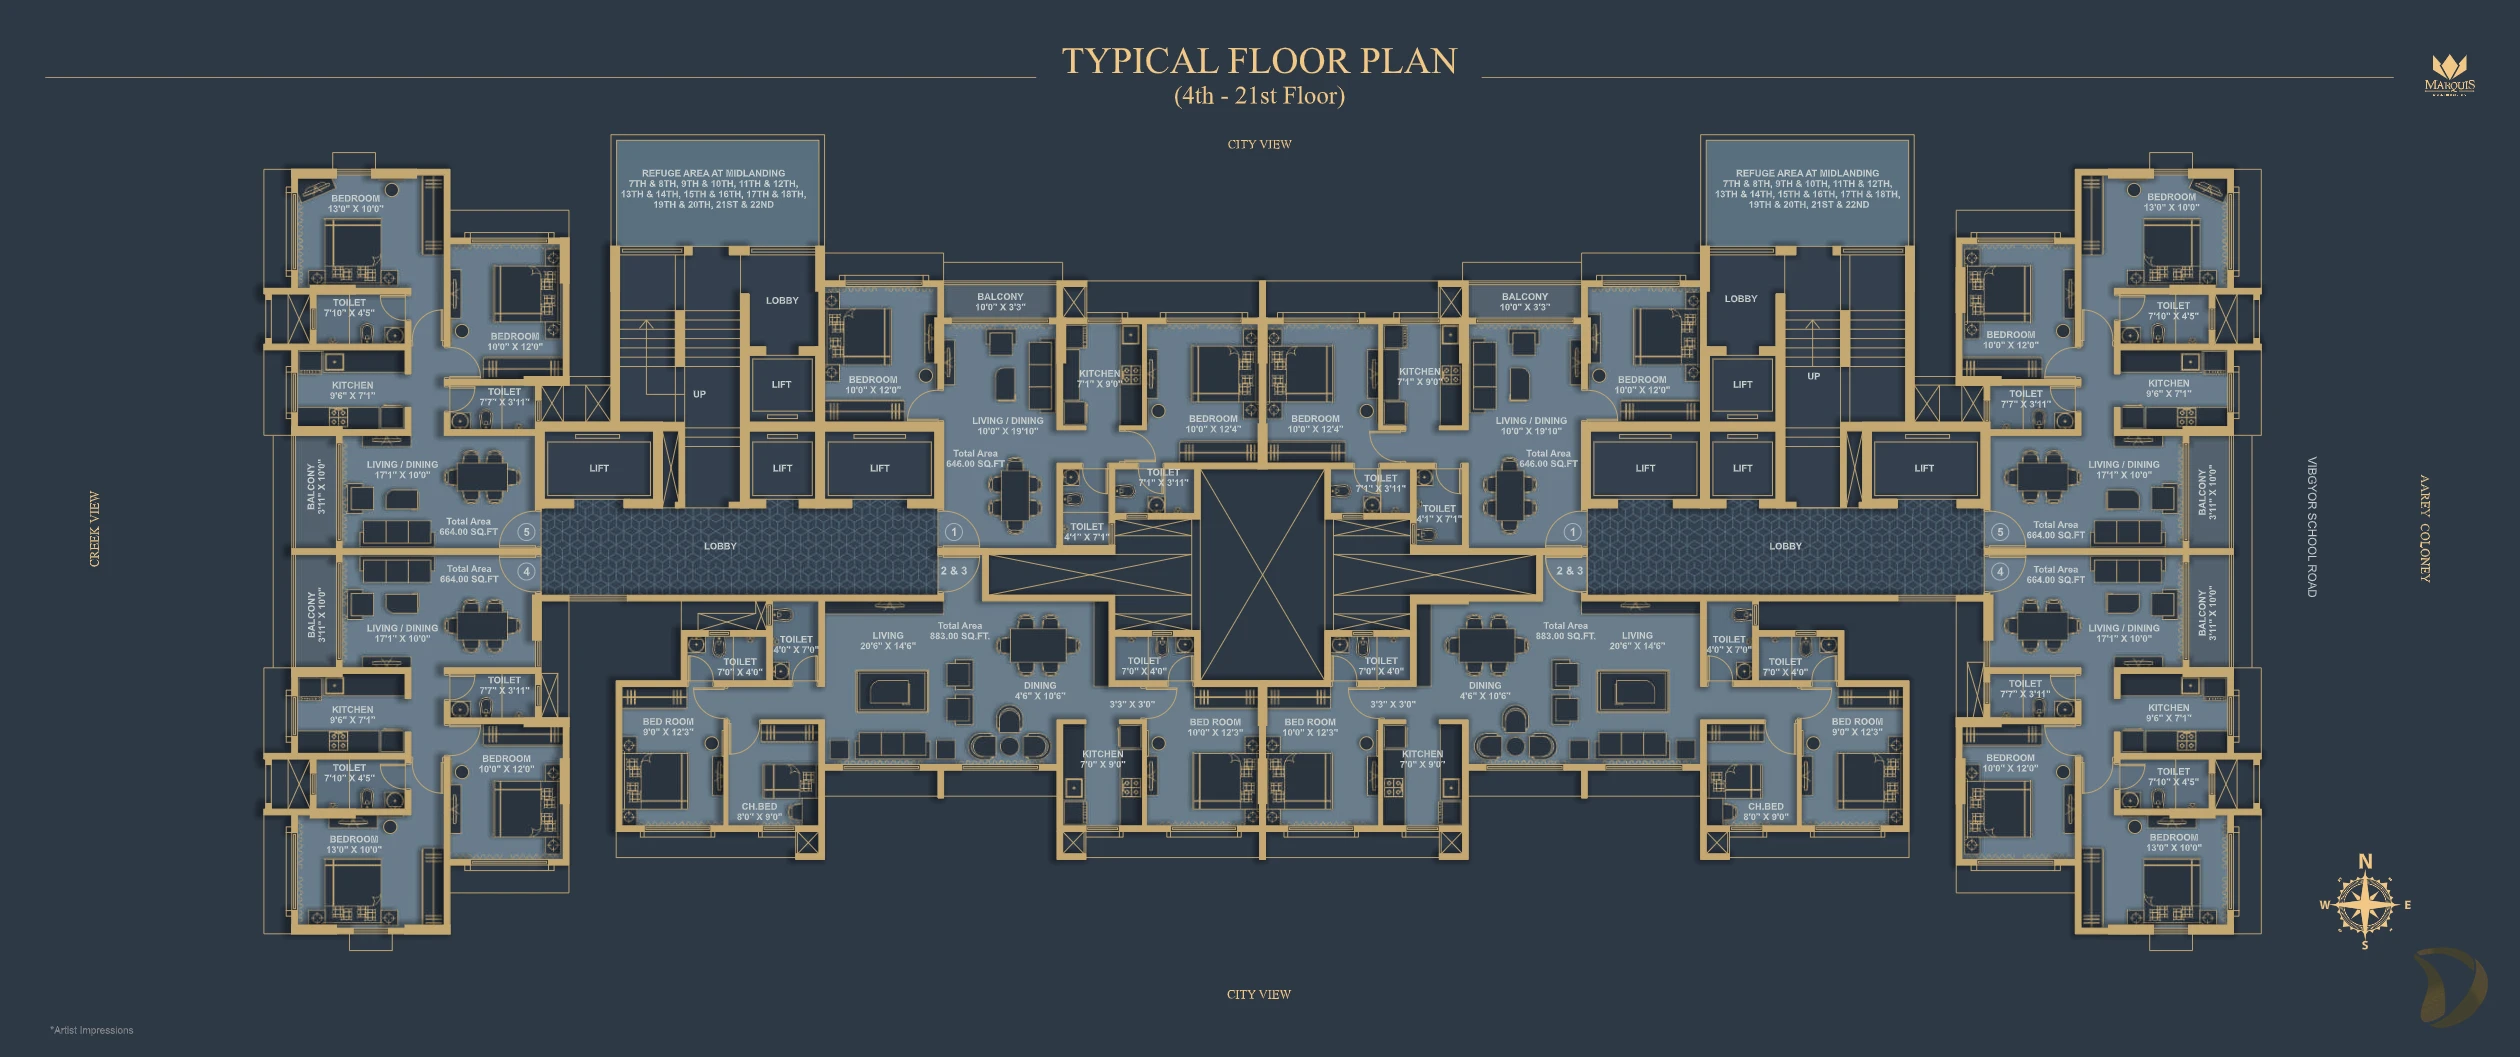 TYPICAL FLOOR PLAN
(4th - 21st Floor)
MARQUIS
CITY VIEW
CREEK VIEW
BEDROOM
13'0" X 10'0"
BEDROOM
10'0" X 12'0"
TOILET
7'10" X 4'5"
KITCHEN
9'6" X 7'1"
TOILET
7'7" X 3'11"
BALCONY
3'11" X 10'0"
LIVING / DINING
17'1" X 10'0"
Total Area
664.00 SQ.FT
5
Total Area
664.00 SQ.FT
4
BALCONY
3'11" X 10'0"
LIVING / DINING
17'1" X 10'0"
TOILET
7'7" X 3'11"
KITCHEN
9'6" X 7'1"
TOILET
7'10" X 4'5"
BEDROOM
10'0" X 12'0"
BEDROOM
13'0" X 10'0"
REFUGE AREA AT MIDLANDING
7TH & 8TH, 9TH & 10TH, 11TH & 12TH,
13TH & 14TH, 15TH & 16TH, 17TH & 18TH,
19TH & 20TH, 21ST & 22ND
LOBBY
LIFT
UP
LIFT
LIFT
LIFT
LOBBY
BEDROOM
10'0" X 12'0"
BALCONY
10'0" X 3'3"
LIVING / DINING
10'0" X 19'10"
Total Area
646.00 SQ.FT
KITCHEN
7'1" X 9'0"
BEDROOM
10'0" X 12'4"
TOILET
7'1" X 3'11"
TOILET
4'1" X 7'1"
1
2 & 3
TOILET
4'0" X 7'0"
TOILET
7'0" X 4'0"
LIVING
20'6" X 14'6"
Total Area
883.00 SQ.FT.
DINING
4'6" X 10'6"
TOILET
7'0" X 4'0"
3'3" X 3'0"
BED ROOM
9'0" X 12'3"
CH.BED
8'0" X 9'0"
KITCHEN
7'0" X 9'0"
BED ROOM
10'0" X 12'3"
BEDROOM
10'0" X 12'4"
KITCHEN
7'1" X 9'0"
BALCONY
10'0" X 3'3"
BEDROOM
10'0" X 12'0"
LIVING / DINING
10'0" X 19'10"
Total Area
646.00 SQ.FT
TOILET
7'1" X 3'11"
TOILET
4'1" X 7'1"
1
2 & 3
TOILET
7'0" X 4'0"
3'3" X 3'0"
BED ROOM
10'0" X 12'3"
KITCHEN
7'0" X 9'0"
DINING
4'6" X 10'6"
Total Area
883.00 SQ.FT.
LIVING
20'6" X 14'6"
TOILET
4'0" X 7'0"
TOILET
7'0" X 4'0"
BED ROOM
9'0" X 12'3"
CH.BED
8'0" X 9'0"
REFUGE AREA AT MIDLANDING
7TH & 8TH, 9TH & 10TH, 11TH & 12TH,
13TH & 14TH, 15TH & 16TH, 17TH & 18TH,
19TH & 20TH, 21ST & 22ND
LOBBY
LIFT
UP
LIFT
LIFT
LIFT
LOBBY
BEDROOM
13'0" X 10'0"
BEDROOM
10'0" X 12'0"
TOILET
7'10" X 4'5"
KITCHEN
9'6" X 7'1"
TOILET
7'7" X 3'11"
LIVING / DINING
17'1" X 10'0"
BALCONY
3'11" X 10'0"
5
Total Area
664.00 SQ.FT
4
Total Area
664.00 SQ.FT
LIVING / DINING
17'1" X 10'0"
BALCONY
3'11" X 10'0"
TOILET
7'7" X 3'11"
KITCHEN
9'6" X 7'1"
TOILET
7'10" X 4'5"
BEDROOM
10'0" X 12'0"
BEDROOM
13'0" X 10'0"
VIBGYOR SCHOOL ROAD
AAREY COLONEY
N
W
E
S
CITY VIEW
*Artist Impressions